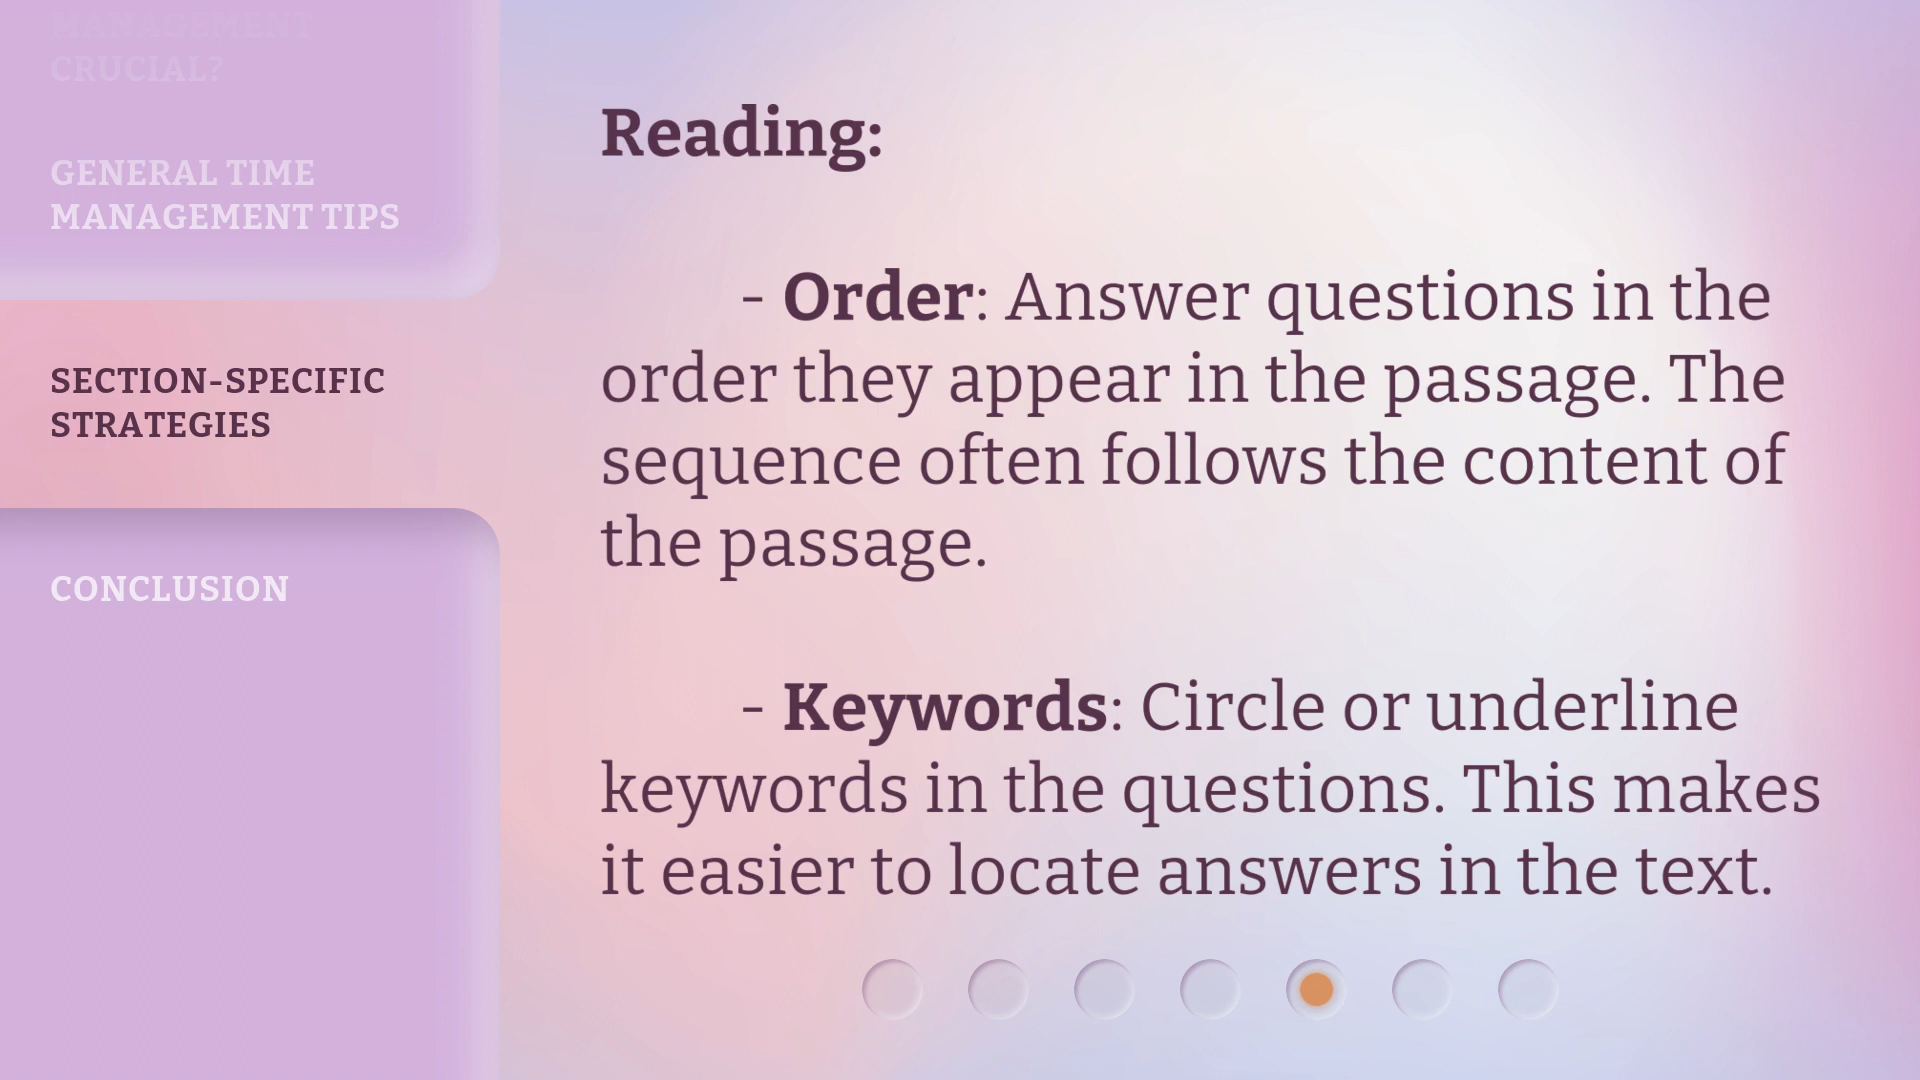 MANAGEMENT
CRUCIAL?
GENERAL TIME
MANAGEMENT TIPS
SECTION-SPECIFIC
STRATEGIES
CONCLUSION
Reading:
- Order: Answer questions in the
order they appear in the passage. The
sequence often follows the content of
the passage.
- Keywords: Circle or underline
keywords in the questions. This makes
it easier to locate answers in the text.